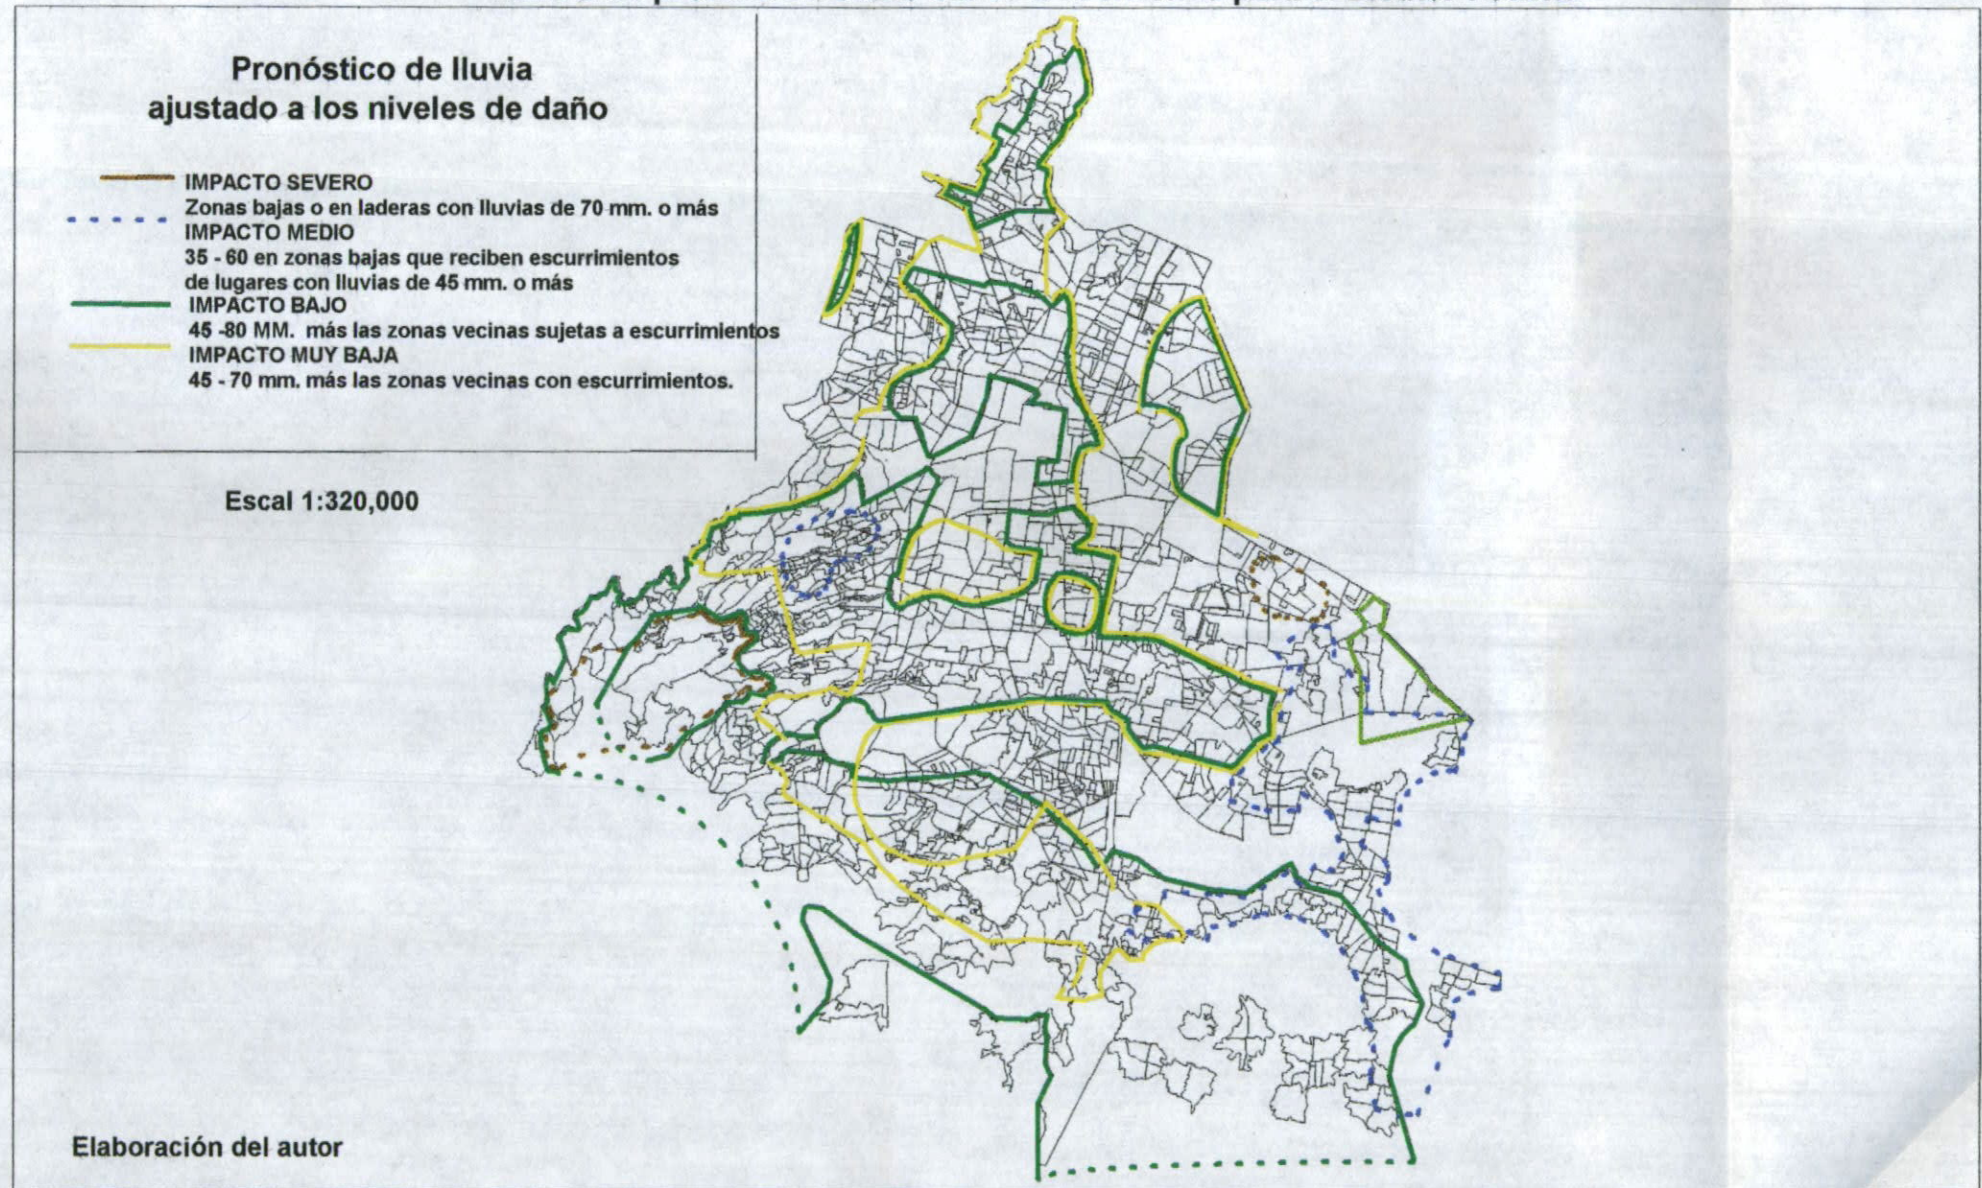 Pronóstico de lluvia
ajustado a los niveles de daño
IMPACTO SEVERO
Zonas bajas o en laderas con lluvias de 70 mm. o más
IMPACTO MEDIO
35 - 60 en zonas bajas que reciben escurrimientos
de lugares con lluvias de 45 mm. o más
IMPACTO BAJO
45 -80 MM. más las zonas vecinas sujetas a escurrimientos
IMPACTO MUY BAJA
45 - 70 mm. más las zonas vecinas con escurrimientos.
Escal 1:320,000
Elaboración del autor